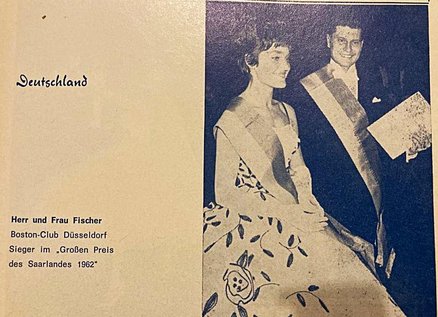 Deutschland
Herr und Frau Fischer
Boston-Club Düsseldorf
Sieger im „Großen Preis
des Saarlandes 1962"